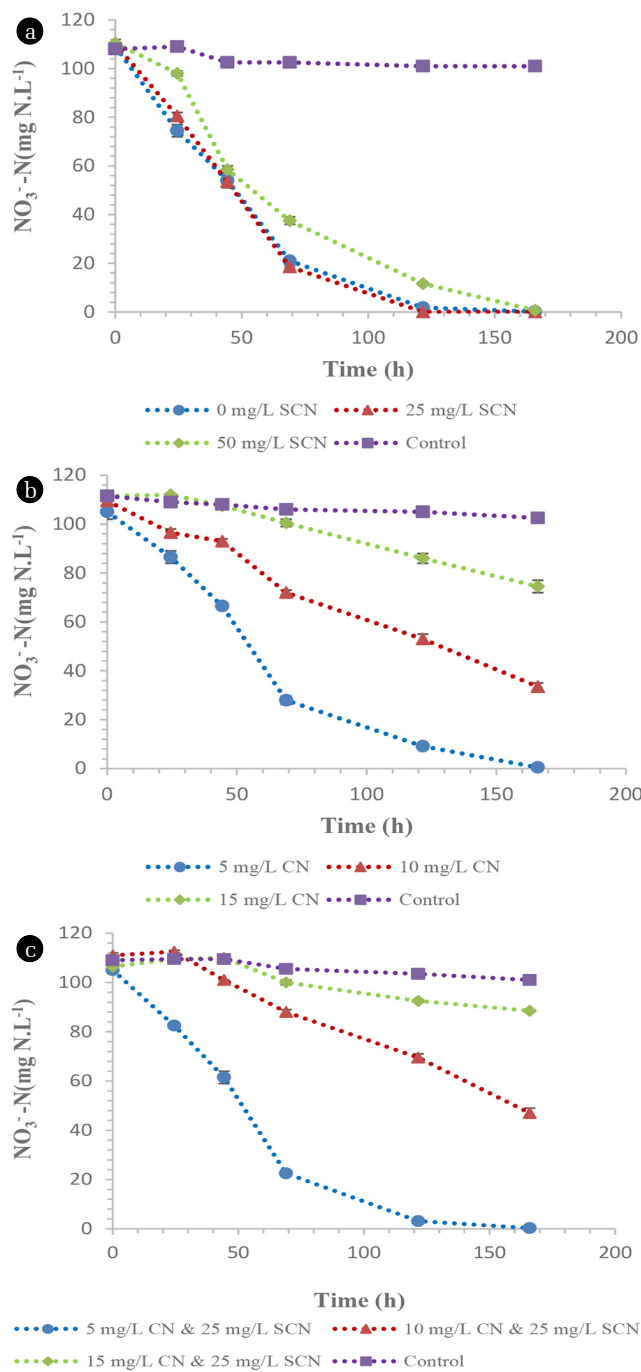 a
NO₃⁻-N(mg N.L⁻¹)
120
100
80
60
40
20
0
0 50 100 150 200
Time (h)
0 mg/L SCN 25 mg/L SCN
50 mg/L SCN Control
b
NO₃⁻-N(mg N.L⁻¹)
120
100
80
60
40
20
0
0 50 100 150 200
Time (h)
5 mg/L CN 10 mg/L CN
15 mg/L CN Control
c
NO₃⁻-N(mg N.L⁻¹)
120
100
80
60
40
20
0
0 50 100 150 200
Time (h)
5 mg/L CN & 25 mg/L SCN 10 mg/L CN & 25 mg/L SCN
15 mg/L CN & 25 mg/L SCN Control